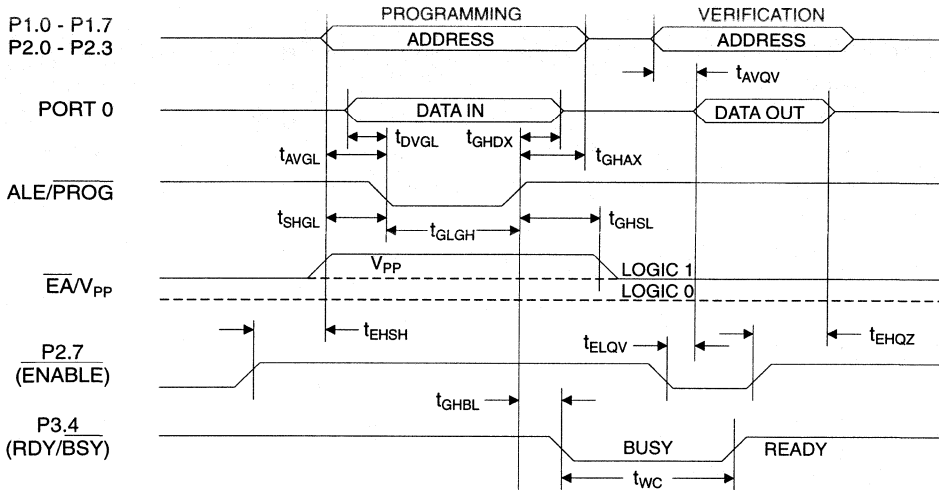 PROGRAMMING VERIFICATION
P1.0 - P1.7
P2.0 - P2.3
ADDRESS ADDRESS
tAVQV
PORT 0
DATA IN DATA OUT
tDVGL tGHDX
tAVGL tGHAX
ALE/PROG
tSHGL tGLGH tGHSL
EA/VPP
VPP
LOGIC 1
LOGIC 0
tEHSH tELQV tEHQZ
P2.7
(ENABLE)
tGHBL
P3.4
(RDY/BSY)
BUSY READY
tWC